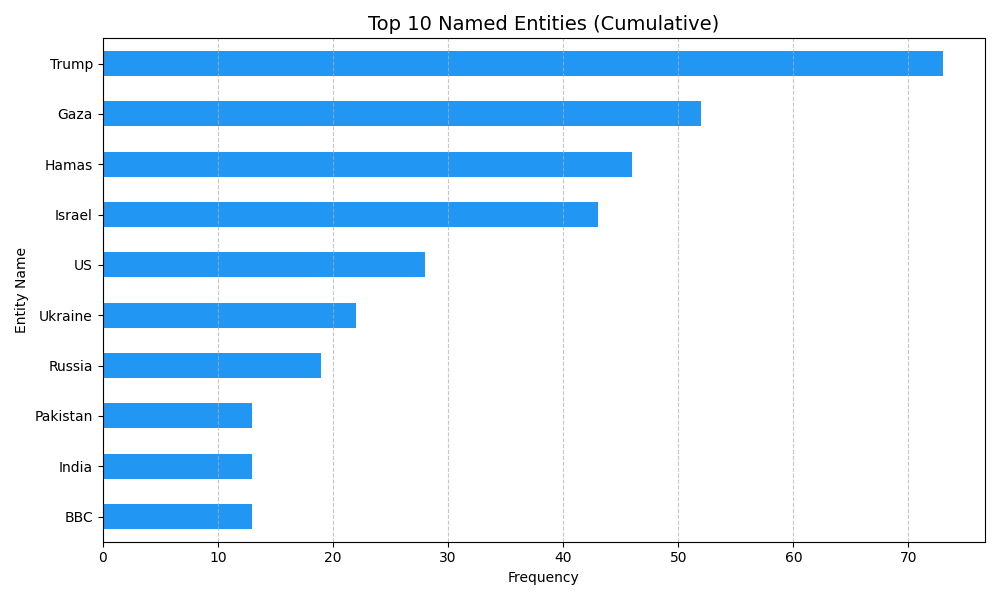 Top 10 Named Entities (Cumulative)
Trump
Gaza
Hamas
Israel
US
Ukraine
Russia
Pakistan
India
BBC
Entity Name
0 10 20 30 40 50 60 70
Frequency